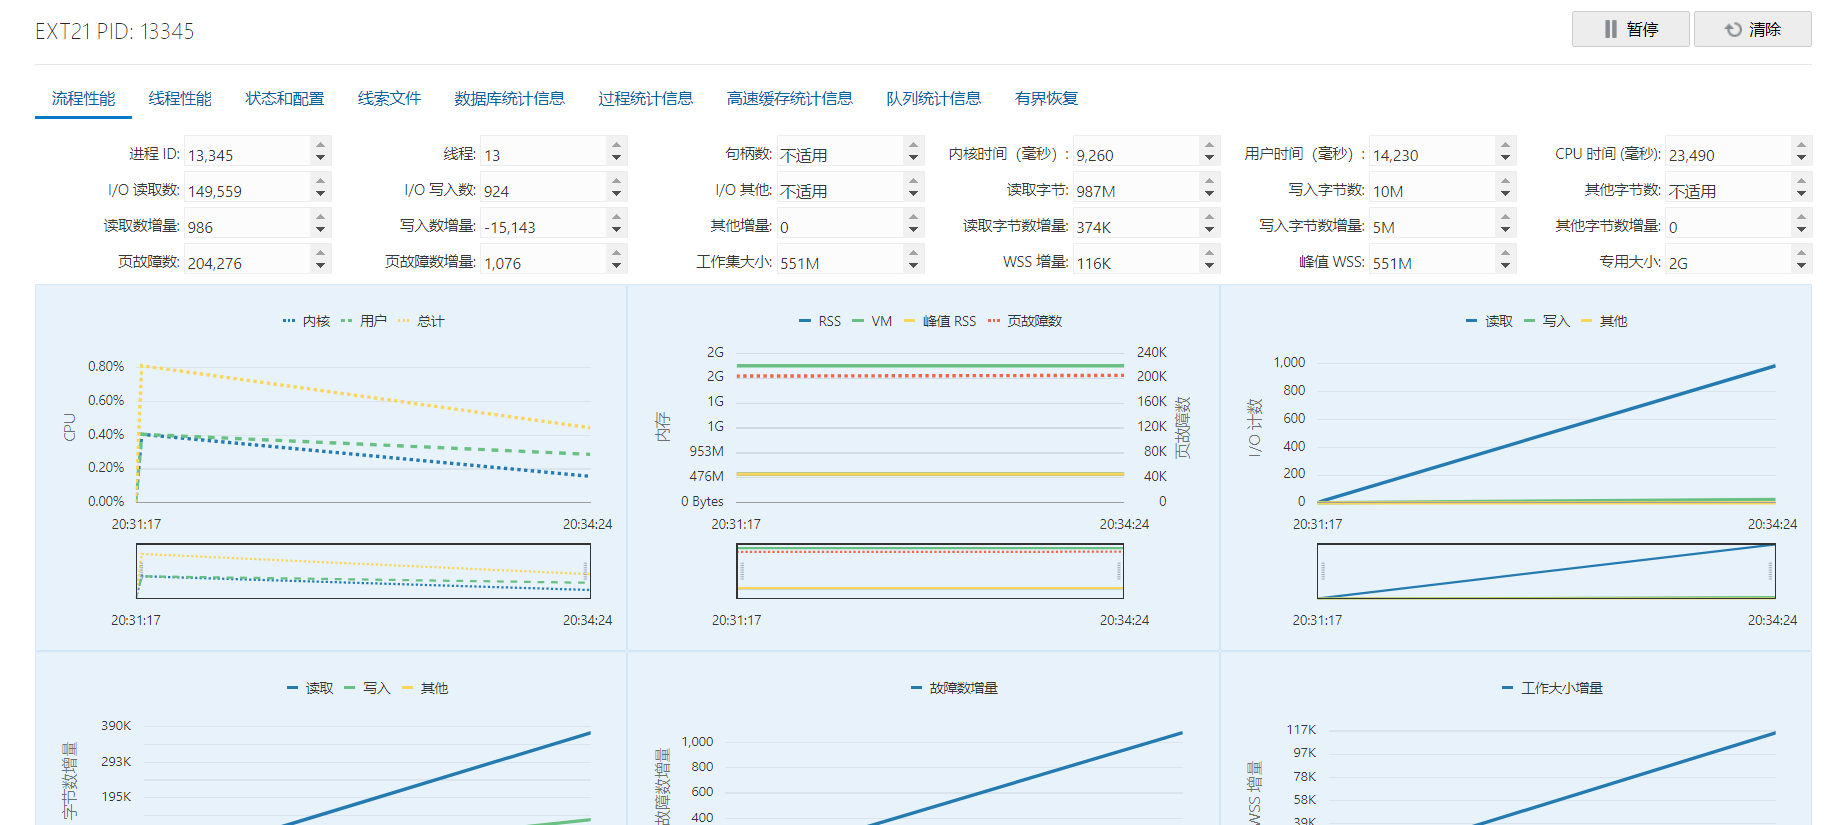 EXT21 PID: 13345
暂停 清除
流程性能 线程性能 状态和配置 线索文件 数据库统计信息 过程统计信息 高速缓存统计信息 队列统计信息 有界恢复
进程 ID: 13,345 线程: 13 句柄数: 不适用 内核时间（毫秒）: 9,260 用户时间（毫秒）: 14,230 CPU 时间 (毫秒): 23,490
I/O 读取数: 149,559 I/O 写入数: 924 I/O 其他: 不适用 读取字节: 987M 写入字节数: 10M 其他字节数: 不适用
读取数增量: 986 写入数增量: -15,143 其他增量: 0 读取字节数增量: 374K 写入字节数增量: 5M 其他字节数增量: 0
页故障数: 204,276 页故障数增量: 1,076 工作集大小: 551M WSS 增量: 116K 峰值 WSS: 551M 专用大小: 2G
内核 用户 总计
0.80%
0.60%
0.40%
0.20%
0.00%
CPU
20:31:17 20:34:24
20:31:17 20:34:24
RSS VM 峰值 RSS 页故障数
2G 240K
2G 200K
1G 160K
1G 120K
953M 80K
476M 40K
0 Bytes 0
内存
页故障数
20:31:17 20:34:24
20:31:17 20:34:24
读取 写入 其他
1,000
800
600
400
200
0
I/O 计数
20:31:17 20:34:24
20:31:17 20:34:24
读取 写入 其他
390K
293K
195K
字节数增量
故障数增量
1,000
800
600
400
故障数增量
工作大小增量
117K
97K
78K
58K
39K
WSS 增量